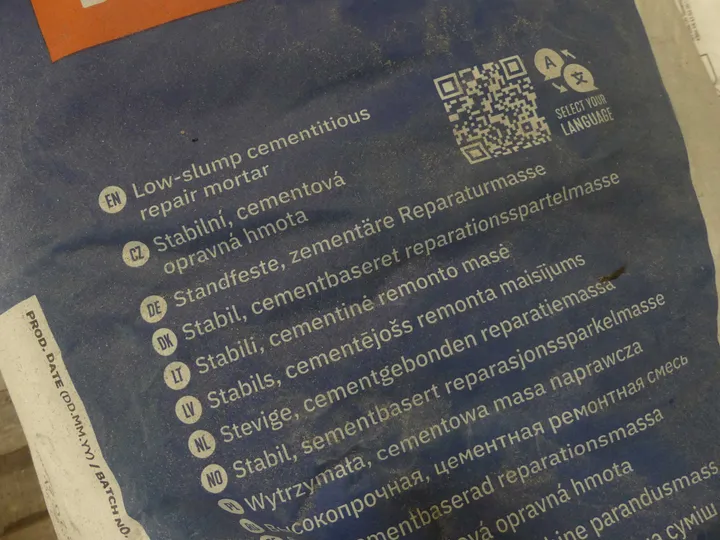 SELECT YOUR
LANGUAGE
EN Low-slump cementitious
repair mortar
CZ Stabilní, cementová
opravná hmota
DE Standfeste, zementäre Reparaturmasse
DK Stabil, cementbaseret reparationsspartelmasse
LT Stabili, cementinė remonto masė
LV Stabils, cementējošs remonta maisījums
NL Stevige, cementgebonden reparatiemassa
NO Stabil, sementbasert reparasjonssparkelmasse
PL Wytrzymała, cementowa masa naprawcza
цементная ремонтная смесь
reparationsmassa
opravná hmota
PROD. DATE (DD.MM.YY) / BATCH NO.